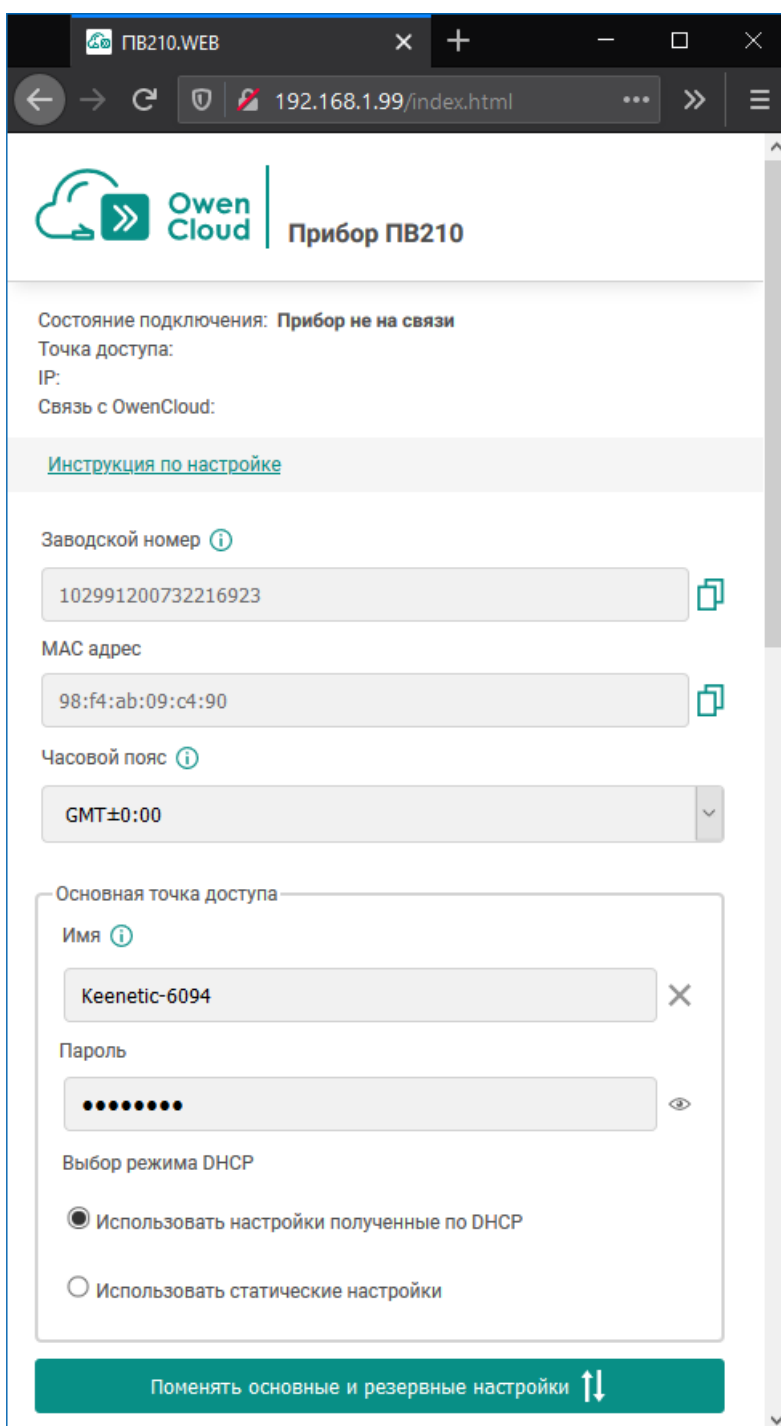 ПВ210.WEB
192.168.1.99/index.html
Owen
Cloud
Прибор ПВ210
Состояние подключения: Прибор не на связи
Точка доступа:
IP:
Связь с OwenCloud:
Инструкция по настройке
Заводской номер
102991200732216923
MAC адрес
98:f4:ab:09:c4:90
Часовой пояс
GMT±0:00
Основная точка доступа
Имя
Keenetic-6094
Пароль
••••••••
Выбор режима DHCP
Использовать настройки полученные по DHCP
Использовать статические настройки
Поменять основные и резервные настройки